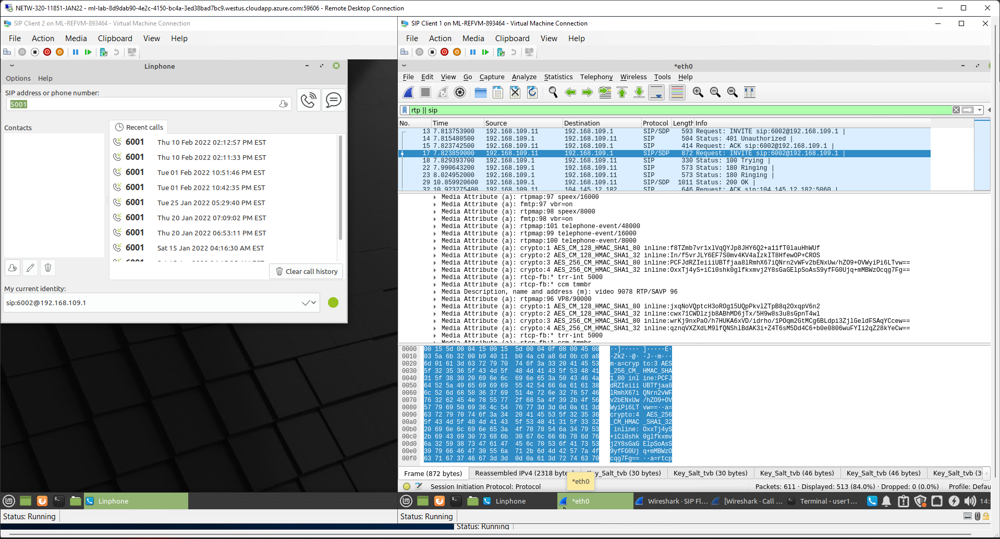 NETW-320-11851-JAN22 - ml-lab-8d9dab90-4e2c-4150-bc4a-3ed38bad7bc9.westus.cloudapp.azure.com:59606 - Remote Desktop Connection
SIP Client 2 on ML-REFVM-893464 - Virtual Machine Connection
File Action Media Clipboard View Help
Linphone
Options Help
SIP address or phone number:
5001
Contacts
Recent calls
6001 Thu 10 Feb 2022 02:12:57 PM EST
6001 Thu 10 Feb 2022 02:11:33 PM EST
6001 Tue 01 Feb 2022 10:51:46 PM EST
6001 Tue 01 Feb 2022 10:42:35 PM EST
6001 Tue 25 Jan 2022 05:29:40 PM EST
6001 Thu 20 Jan 2022 07:09:02 PM EST
6001 Thu 20 Jan 2022 06:53:11 PM EST
6001 Sat 15 Jan 2022 04:16:30 AM EST
Clear call history
My current identity:
sip:6002@192.168.109.1
Linphone
Status: Running
SIP Client 1 on ML-REFVM-893464 - Virtual Machine Connection
File Action Media Clipboard View Help
*eth0
File Edit View Go Capture Analyze Statistics Telephony Wireless Tools Help
rtp || sip
No. Time Source Destination Protocol Length Info
13 7.813753900 192.168.109.11 192.168.109.1 SIP/SDP 593 Request: INVITE sip:6002@192.168.109.1 |
14 7.815480500 192.168.109.1 192.168.109.11 SIP 504 Status: 401 Unauthorized |
15 7.823742500 192.168.109.11 192.168.109.1 SIP 414 Request: ACK sip:6002@192.168.109.1 |
17 7.823859000 192.168.109.11 192.168.109.1 SIP/SDP 872 Request: INVITE sip:6002@192.168.109.1 |
18 7.829393700 192.168.109.1 192.168.109.11 SIP 330 Status: 100 Trying |
22 7.990643200 192.168.109.1 192.168.109.11 SIP 573 Status: 180 Ringing |
23 8.024952000 192.168.109.1 192.168.109.11 SIP 573 Status: 180 Ringing |
29 10.859920600 192.168.109.1 192.168.109.11 SIP/SDP 1011 Status: 200 OK |
32 10.923275400 192.168.109.11 104.145.12.182 SIP 646 Request: ACK sip:104.145.12.182:5060 |
Media Attribute (a): rtpmap:97 speex/16000
Media Attribute (a): fmtp:97 vbr=on
Media Attribute (a): rtpmap:98 speex/8000
Media Attribute (a): fmtp:98 vbr=on
Media Attribute (a): rtpmap:101 telephone-event/48000
Media Attribute (a): rtpmap:99 telephone-event/16000
Media Attribute (a): rtpmap:100 telephone-event/8000
Media Attribute (a): crypto:1 AES_CM_128_HMAC_SHA1_80 inline:f8TZmb7vr1xlVqQYJp8JHY6Q2+a11fT0lauHhWUf
Media Attribute (a): crypto:2 AES_CM_128_HMAC_SHA1_32 inline:In/f5vrJLY6EF7S0mv4KV4aIzkIT8HfewOP+CROS
Media Attribute (a): crypto:3 AES_256_CM_HMAC_SHA1_80 inline:PCFJdRZIeiiiUBTfjaa8lRmhX67iQNrn2vWFv2bENxUw/hZO9+OVWyiPi6LTvw==
Media Attribute (a): crypto:4 AES_256_CM_HMAC_SHA1_32 inline:OxxTj4yS+iCi0shk0glfkxmvj2Y8sGaGElpSoAsS9yfFG0Ujq+mMBWzOcqg7Fg==
Media Attribute (a): rtcp-fb:* trr-int 5000
Media Attribute (a): rtcp-fb:* ccm tmmbr
Media Description, name and address (m): video 9078 RTP/SAVP 96
Media Attribute (a): rtpmap:96 VP8/90000
Media Attribute (a): crypto:1 AES_CM_128_HMAC_SHA1_80 inline:jxqNoVQptcH3oROg15UQpPkvlZTpB8q2OxqpV6n2
Media Attribute (a): crypto:2 AES_CM_128_HMAC_SHA1_32 inline:cwx71CWDlzjb8ABhMD6jTx/5H9w8s3u8sGpnT4wl
Media Attribute (a): crypto:3 AES_256_CM_HMAC_SHA1_80 inline:wrKj9nxPaO/h7HUKA6xVD/idrho/1POqm2GtMCg6BLdpi3ZjlGeldFSAqYCcew==
Media Attribute (a): crypto:4 AES_256_CM_HMAC_SHA1_32 inline:qznqVXZXdLM9lfQNShlBdAK3i+Z4T6sM5Dd4C6+b0e0806wuFYIi2qZ28kYeCw==
Media Attribute (a): rtcp-fb:* trr-int 5000
Media Attribute (a): rtcp-fb:* ccm tmmbr
0000 00 15 5d 00 04 15 00 15 5d 00 04 0f 08 00 45 00 ··]····· ]·····E·
0010 03 5a 6b 32 00 b9 40 11 b0 4a c0 a8 6d 0b c0 a8 ·Zk2··@· ·J··m···
0020 6d 01 61 3d 63 72 79 70 74 6f 3a 33 20 41 45 53 m·a=cryp to:3 AES
0030 5f 32 35 36 5f 43 4d 5f 48 4d 41 43 5f 53 48 41 _256_CM_ HMAC_SHA
0040 31 5f 38 30 20 69 6e 6c 69 6e 65 3a 50 43 46 4a 1_80 inl ine:PCFJ
0050 64 52 5a 49 65 69 69 69 55 42 54 66 6a 61 61 38 dRZIeiii UBTfjaa8
0060 6c 52 6d 68 58 36 37 69 51 4e 72 6e 32 76 57 46 lRmhX67i QNrn2vWF
0070 76 32 62 45 4e 78 55 77 2f 68 5a 4f 39 2b 4f 56 v2bENxUw /hZO9+OV
0080 57 79 69 50 69 36 4c 54 76 77 3d 3d 0d 0a 61 3d WyiPi6LT vw==··a=
0090 63 72 79 70 74 6f 3a 34 20 41 45 53 5f 32 35 36 crypto:4 AES_256
00a0 5f 43 4d 5f 48 4d 41 43 5f 53 48 41 31 5f 33 32 _CM_HMAC _SHA1_32
00b0 20 69 6e 6c 69 6e 65 3a 4f 78 78 54 6a 34 79 53 inline: OxxTj4yS
00c0 2b 69 43 69 30 73 68 6b 30 67 6c 66 6b 78 6d 76 +iCi0shk 0glfkxmv
00d0 6a 32 59 38 73 47 61 47 45 6c 70 53 6f 41 73 53 j2Y8sGaG ElpSoAsS
00e0 39 79 66 46 47 30 55 6a 71 2b 6d 4d 42 57 7a 4f 9yfFG0Uj q+mMBWzO
00f0 63 71 67 37 46 67 3d 3d 0d 0a 61 3d 72 74 63 70 cqg7Fg== ··a=rtcp
Frame (872 bytes) Reassembled IPv4 (2318 byte Key_Salt_tvb (30 bytes) Key_Salt_tvb (30 bytes) Key_Salt_tvb (46 bytes) Key_Salt_tvb (46 bytes) Key_Salt_tvb (3
*eth0
Session Initiation Protocol: Protocol Packets: 611 · Displayed: 513 (84.0%) · Dropped: 0 (0.0%) Profile: Defau
Linphone *eth0 Wireshark · SIP Fl... [Wireshark · Call ... Terminal - user1... 14:
Status: Running
Status: Running